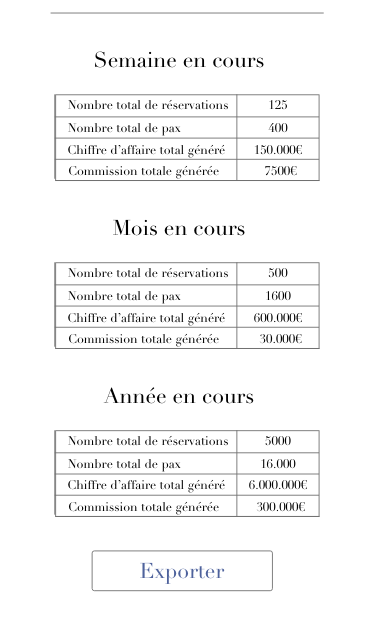 Semaine en cours
Nombre total de réservations 125
Nombre total de pax 400
Chiffre d'affaire total généré 150.000€
Commission totale générée 7500€
Mois en cours
Nombre total de réservations 500
Nombre total de pax 1600
Chiffre d'affaire total généré 600.000€
Commission totale générée 30.000€
Année en cours
Nombre total de réservations 5000
Nombre total de pax 16.000
Chiffre d'affaire total généré 6.000.000€
Commission totale générée 300.000€
Exporter